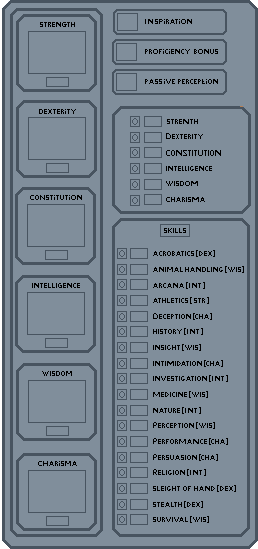 STRENGTH
DEXTERITY
CONSTITUTION
INTELLIGENCE
WISDOM
CHARISMA
INSPIRATION
PROFICIENCY BONUS
PASSIVE PERCEPTION
STRENTH
DEXTERITY
CONSTITUTION
INTELLIGENCE
WISDOM
CHARISMA
SKILLS
ACROBATICS [DEX]
ANIMAL HANDLING [WIS]
ARCANA [INT]
ATHLETICS [STR]
DECEPTION [CHA]
HISTORY [INT]
INSIGHT [WIS]
INTIMIDATION [CHA]
INVESTIGATION [INT]
MEDICINE [WIS]
NATURE [INT]
PERCEPTION [WIS]
PERFORMANCE [CHA]
PERSUASION [CHA]
RELIGION [INT]
SLEIGHT OF HAND [DEX]
STEALTH [DEX]
SURVIVAL [WIS]